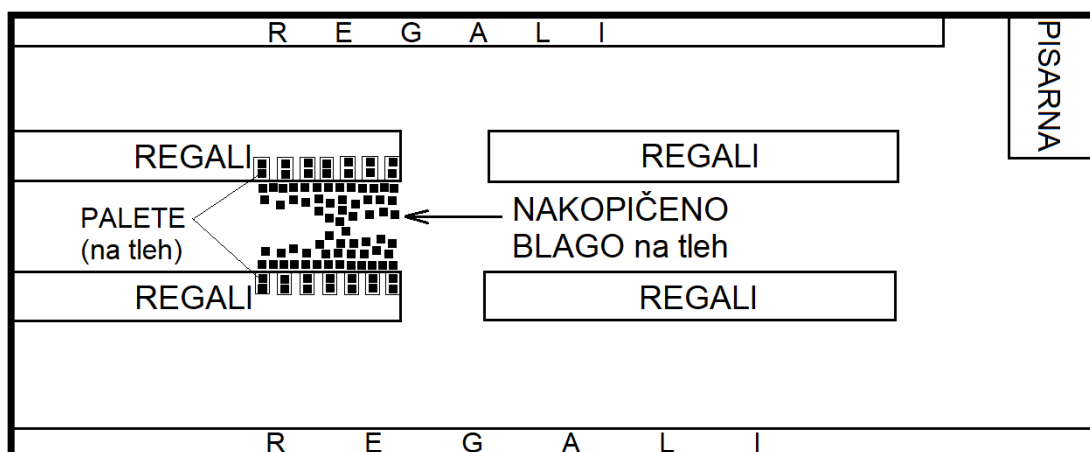 R E G A L I
PISARNA
REGALI
REGALI
PALETE
(na tleh)
NAKOPIČENO
BLAGO na tleh
REGALI
REGALI
R E G A L I